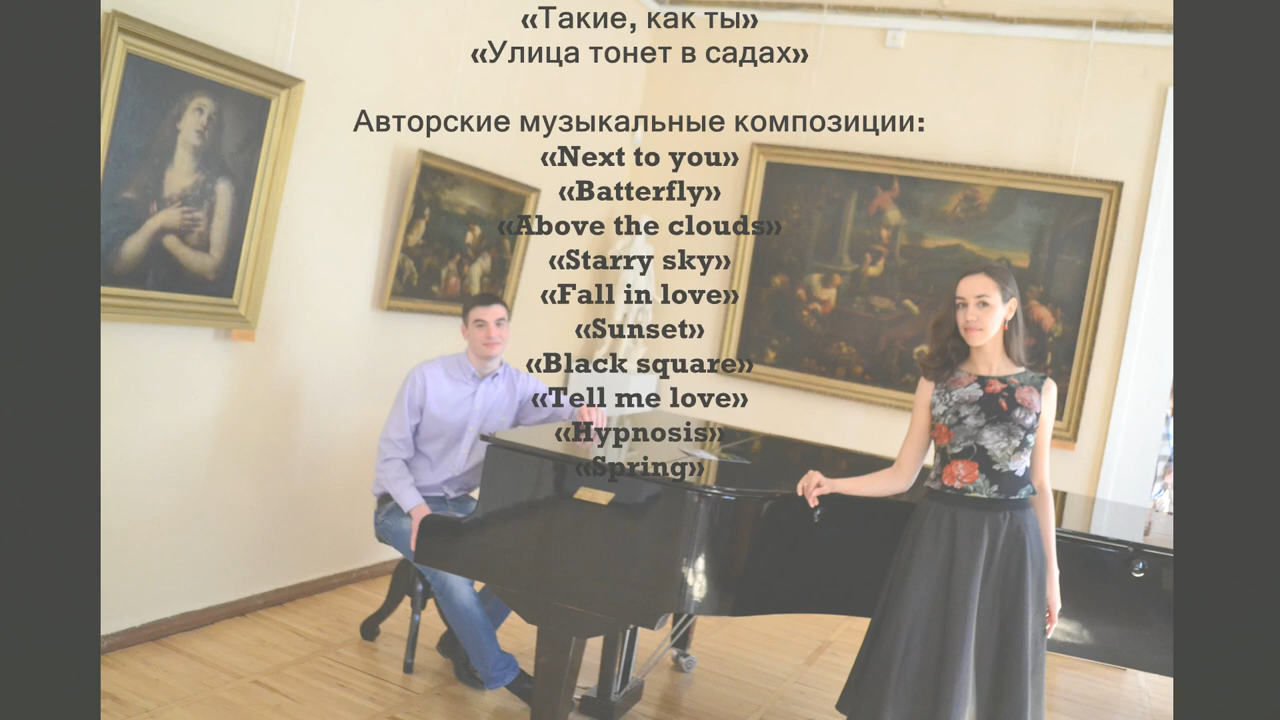 «Такие, как ты»
«Улица тонет в садах»
Авторские музыкальные композиции:
«Next to you»
«Batterfly»
«Above the clouds»
«Starry sky»
«Fall in love»
«Sunset»
«Black square»
«Tell me love»
«Hypnosis»
«Spring»